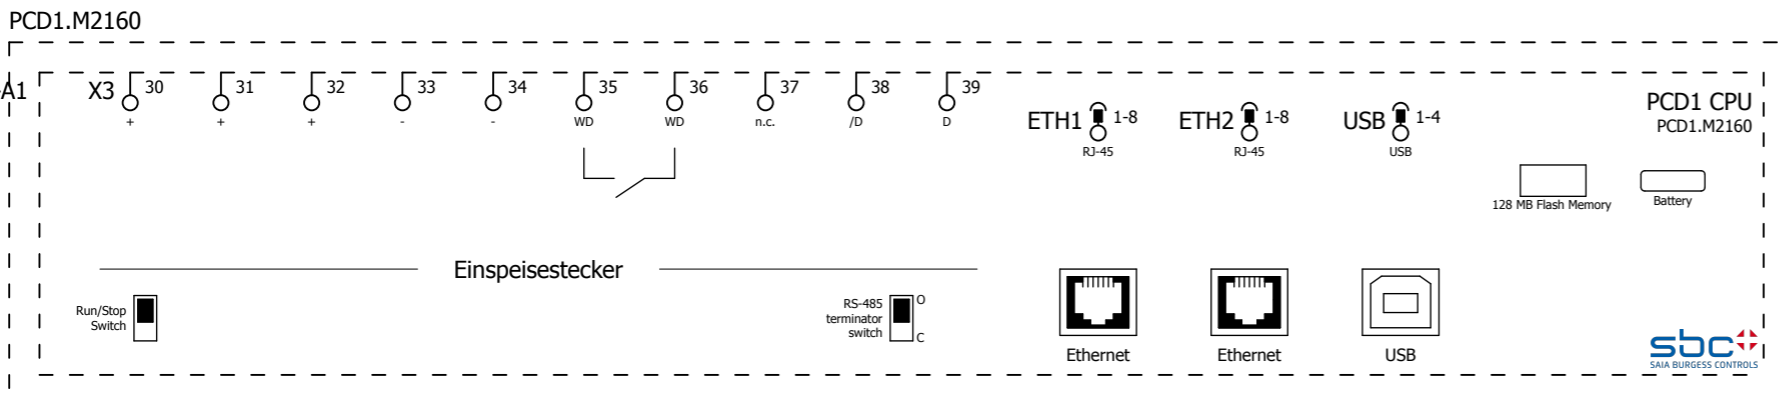 PCD1.M2160
-A1
X3 30 31 32 33 34 35 36 37 38 39
+ + + - - WD WD n.c. /D D
ETH1 1-8
RJ-45
ETH2 1-8
RJ-45
USB 1-4
USB
PCD1 CPU
PCD1.M2160
128 MB Flash Memory
Battery
Einspeisestecker
Run/Stop
Switch
RS-485
terminator
switch
O
C
Ethernet
Ethernet
USB
sbc
SAIA BURGESS CONTROLS